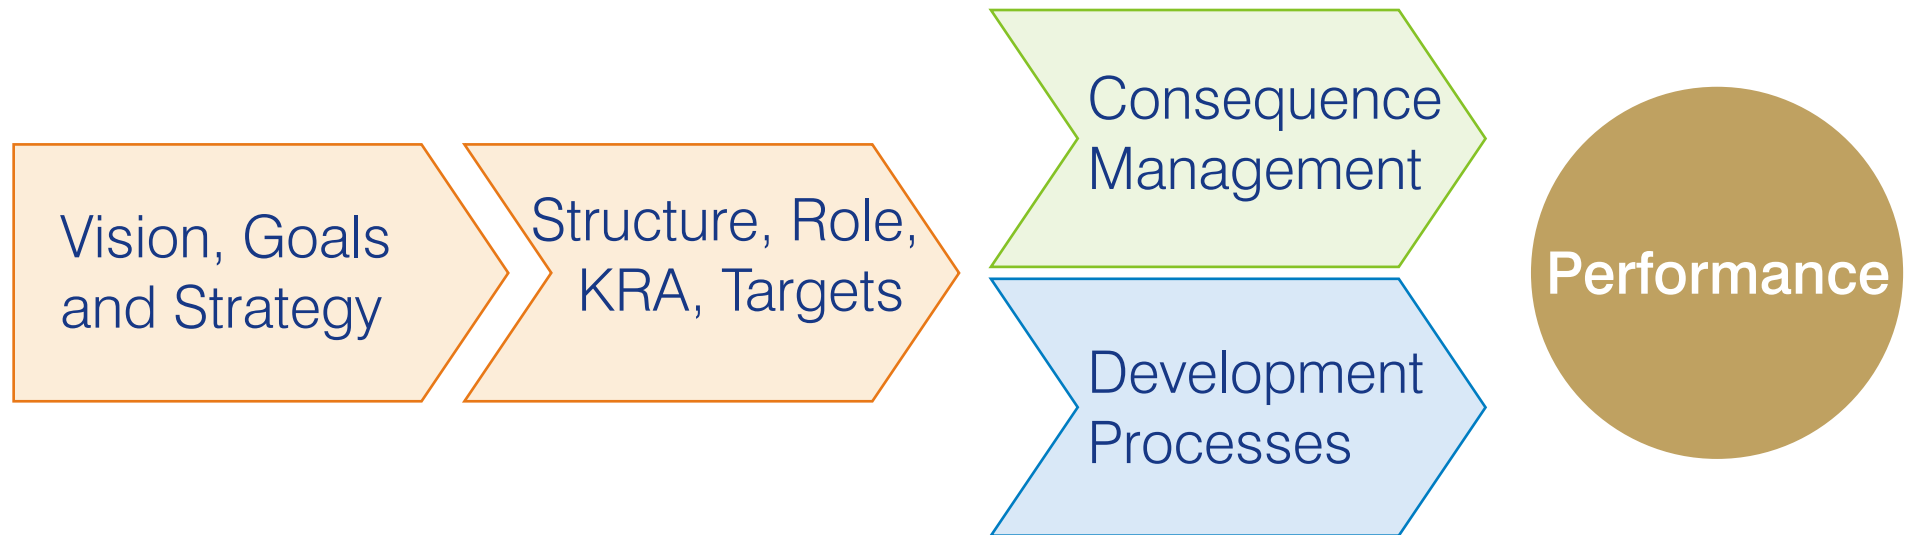 Vision, Goals
and Strategy
Structure, Role,
KRA, Targets
Consequence
Management
Development
Processes
Performance